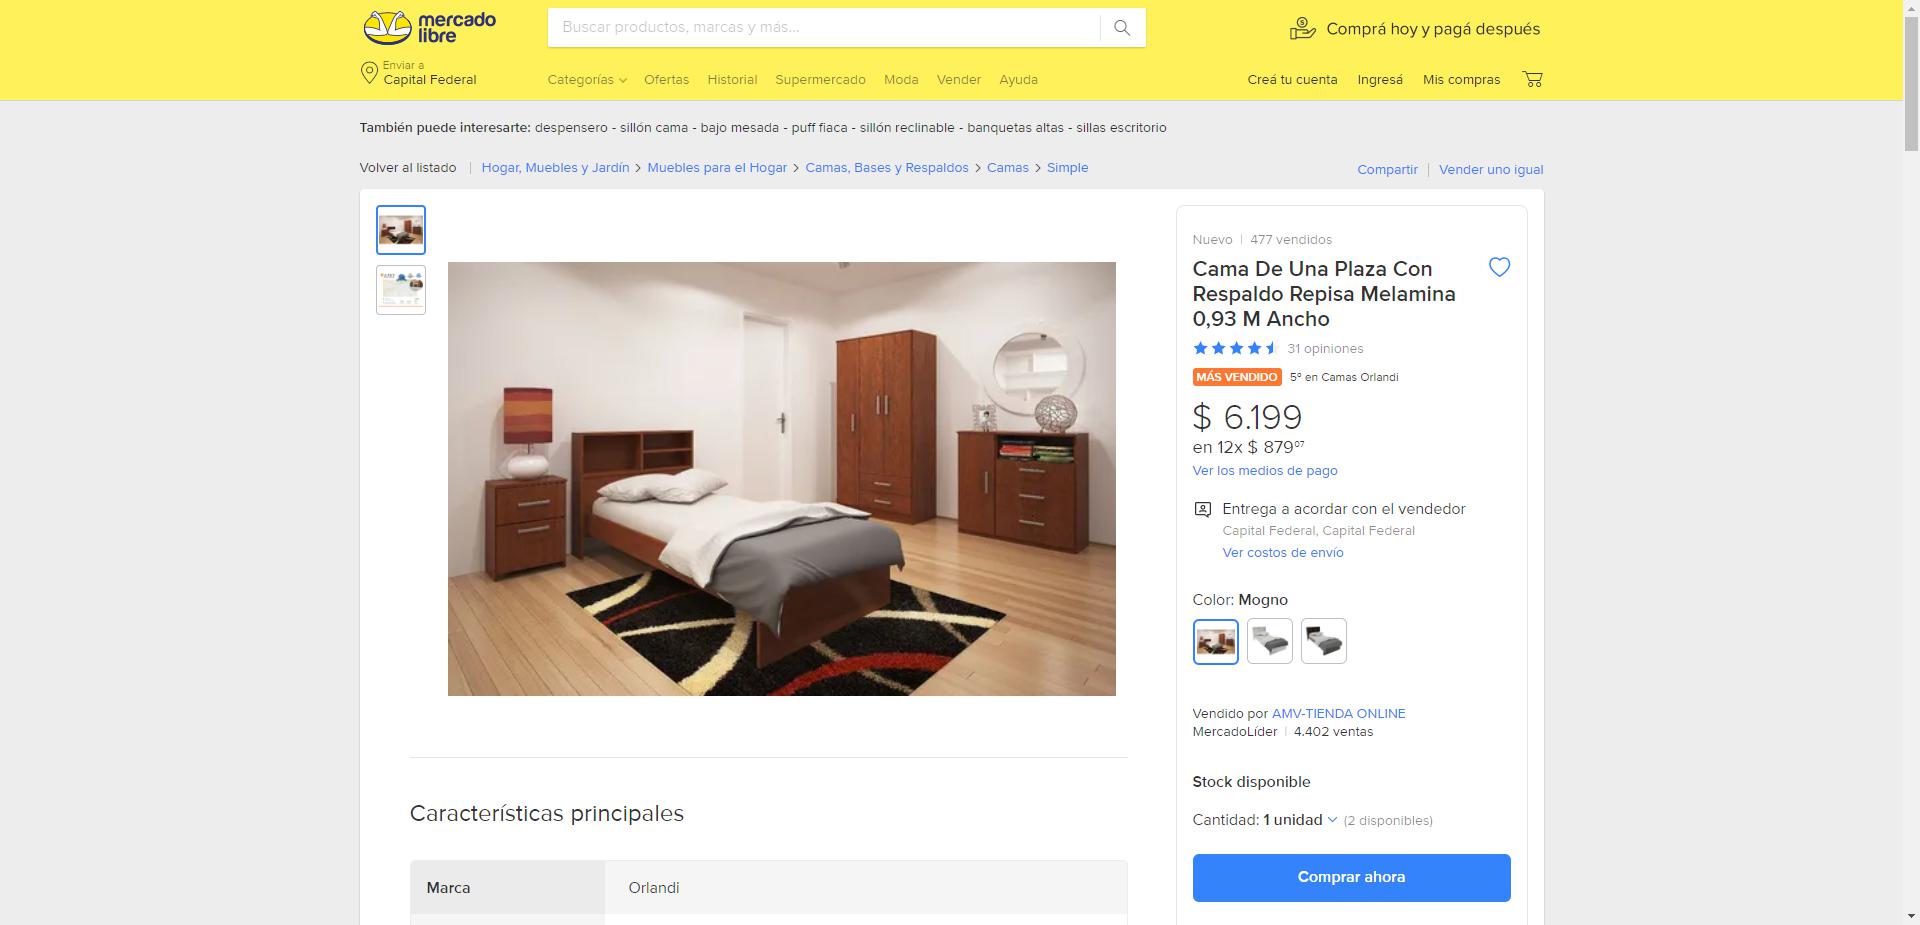 mercado
libre
Buscar productos, marcas y más...
Comprá hoy y pagá después
Enviar a
Capital Federal
Categorías
Ofertas
Historial
Supermercado
Moda
Vender
Ayuda
Creá tu cuenta
Ingresá
Mis compras
También puede interesarte: despensero - sillón cama - bajo mesada - puff fiaca - sillón reclinable - banquetas altas - sillas escritorio
Volver al listado | Hogar, Muebles y Jardín > Muebles para el Hogar > Camas, Bases y Respaldos > Camas > Simple
Compartir | Vender uno igual
Nuevo | 477 vendidos
Cama De Una Plaza Con
Respaldo Repisa Melamina
0,93 M Ancho
31 opiniones
MÁS VENDIDO 5º en Camas Orlandi
$ 6.199
en 12x $ 879⁰⁷
Ver los medios de pago
Entrega a acordar con el vendedor
Capital Federal, Capital Federal
Ver costos de envío
Color: Mogno
Vendido por AMV-TIENDA ONLINE
MercadoLíder | 4.402 ventas
Stock disponible
Cantidad: 1 unidad (2 disponibles)
Comprar ahora
Características principales
Marca
Orlandi